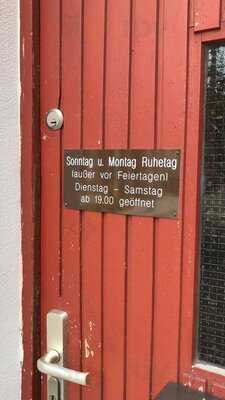 Sonntag u. Montag Ruhetag
(außer vor Feiertagen)
Dienstag - Samstag
ab 19.00 geöffnet